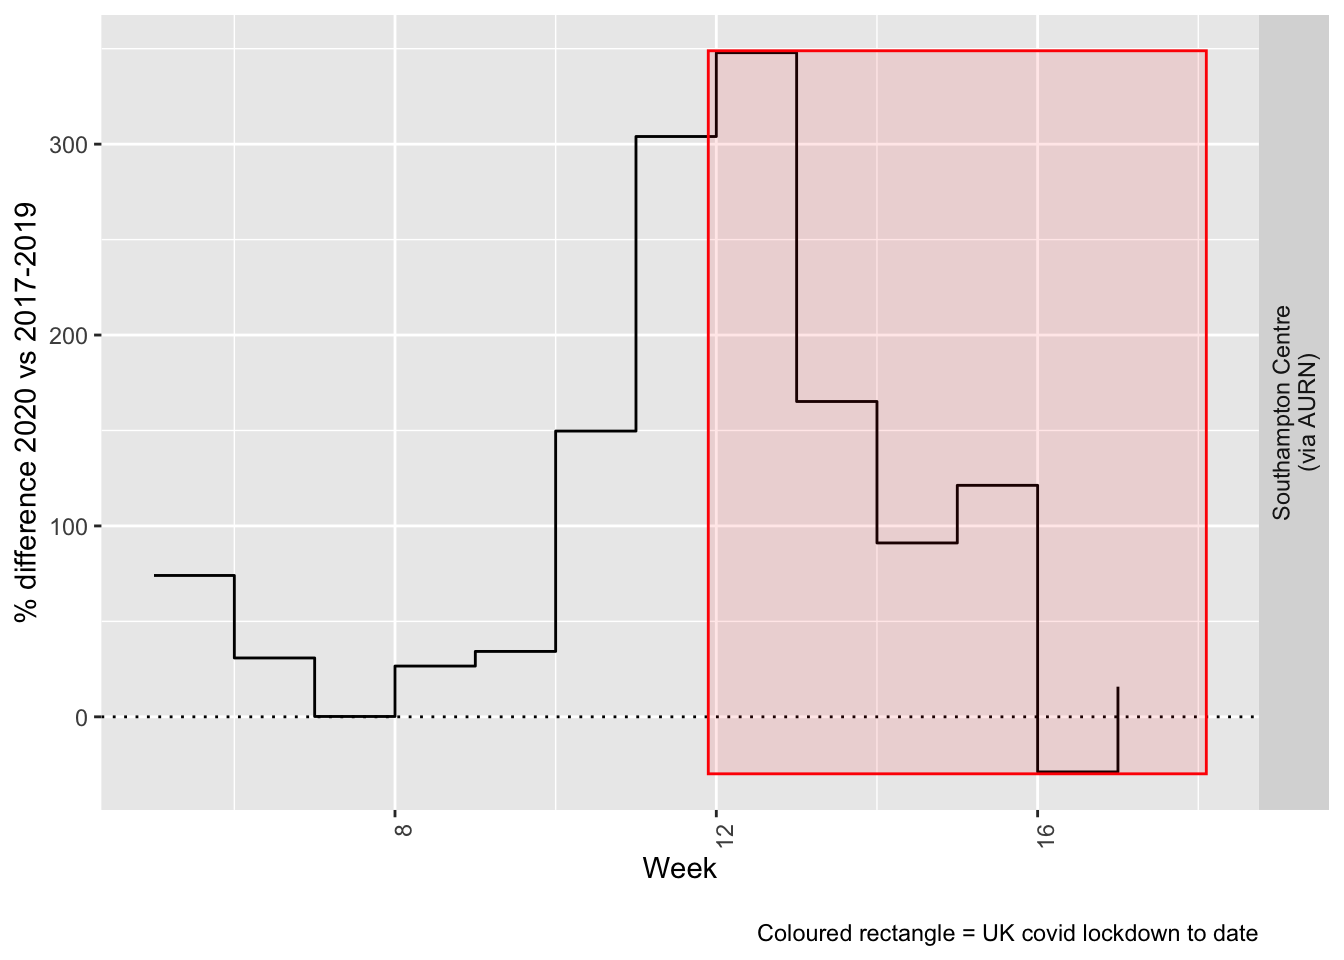 % difference 2020 vs 2017-2019
300
200
100
0
8
12
16
Week
Southampton Centre
(via AURN)
Coloured rectangle = UK covid lockdown to date